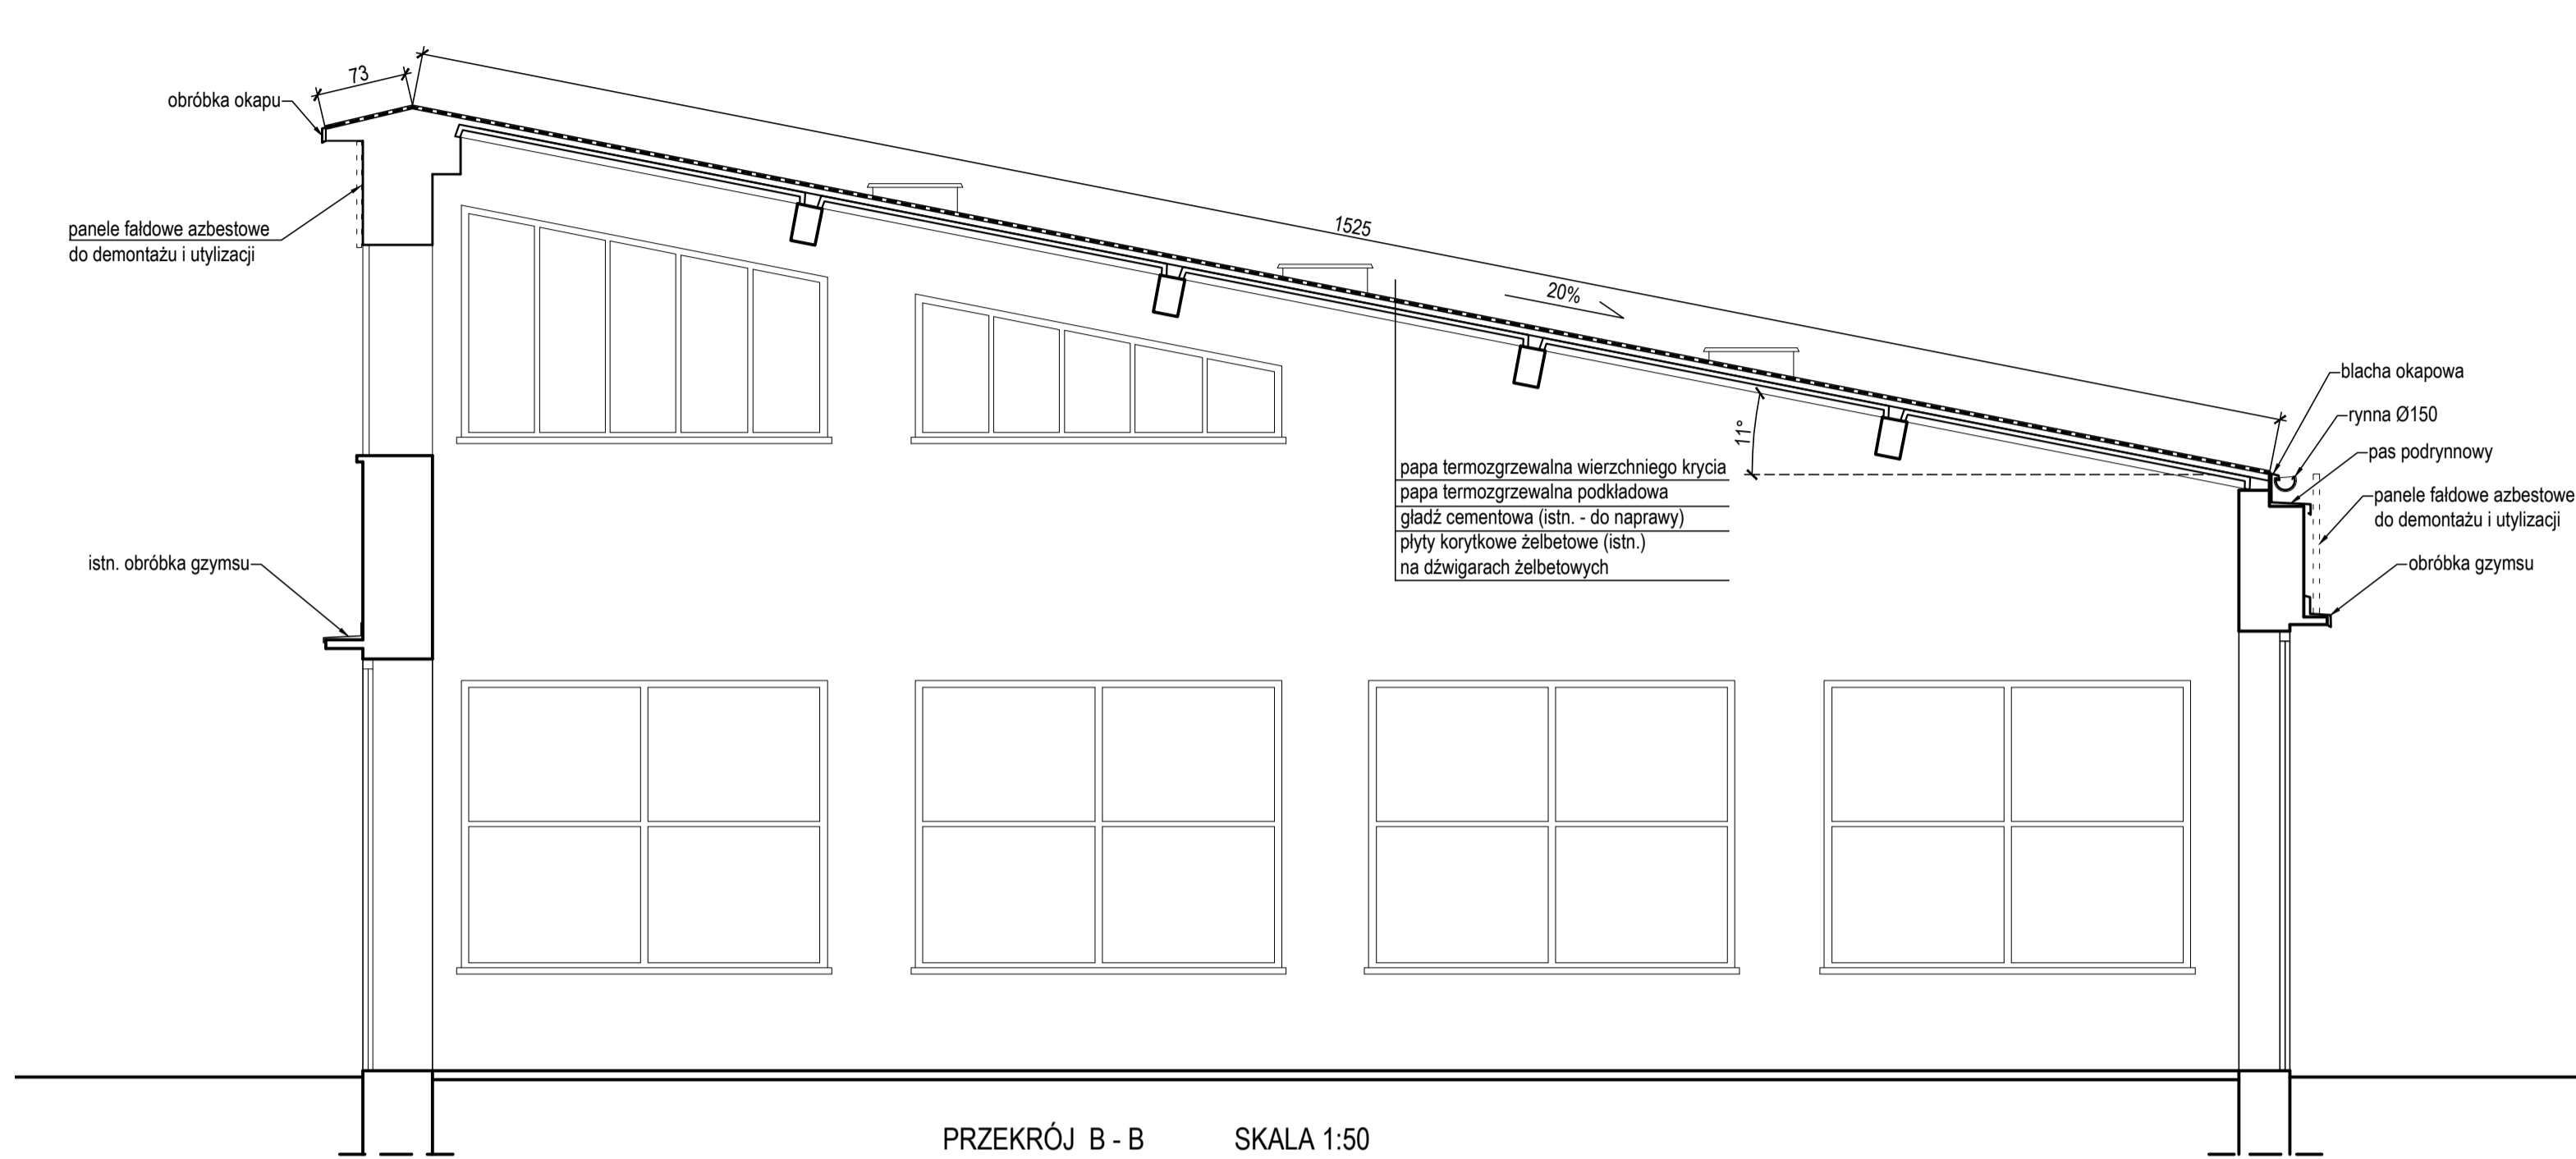 73
obróbka okapu
panele fałdowe azbestowe
do demontażu i utylizacji
1525
20%
11°
blacha okapowa
rynna Ø150
pas podrynnowy
panele fałdowe azbestowe
do demontażu i utylizacji
obróbka gzymsu
papa termozgrzewalna wierzchniego krycia
papa termozgrzewalna podkładowa
gładź cementowa (istn. - do naprawy)
płyty korytkowe żelbetowe (istn.)
na dźwigarach żelbetowych
istn. obróbka gzymsu
PRZEKRÓJ B - B SKALA 1:50